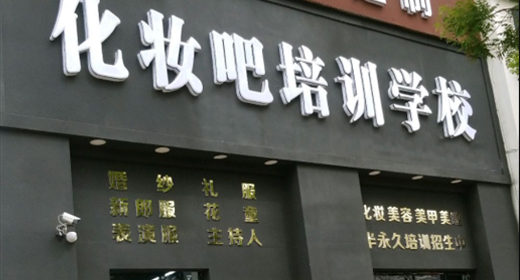 化妆吧培训学校
婚纱礼服
新郎服 花童
表演服 主持人
化妆美容美甲美
半永久培训招生中